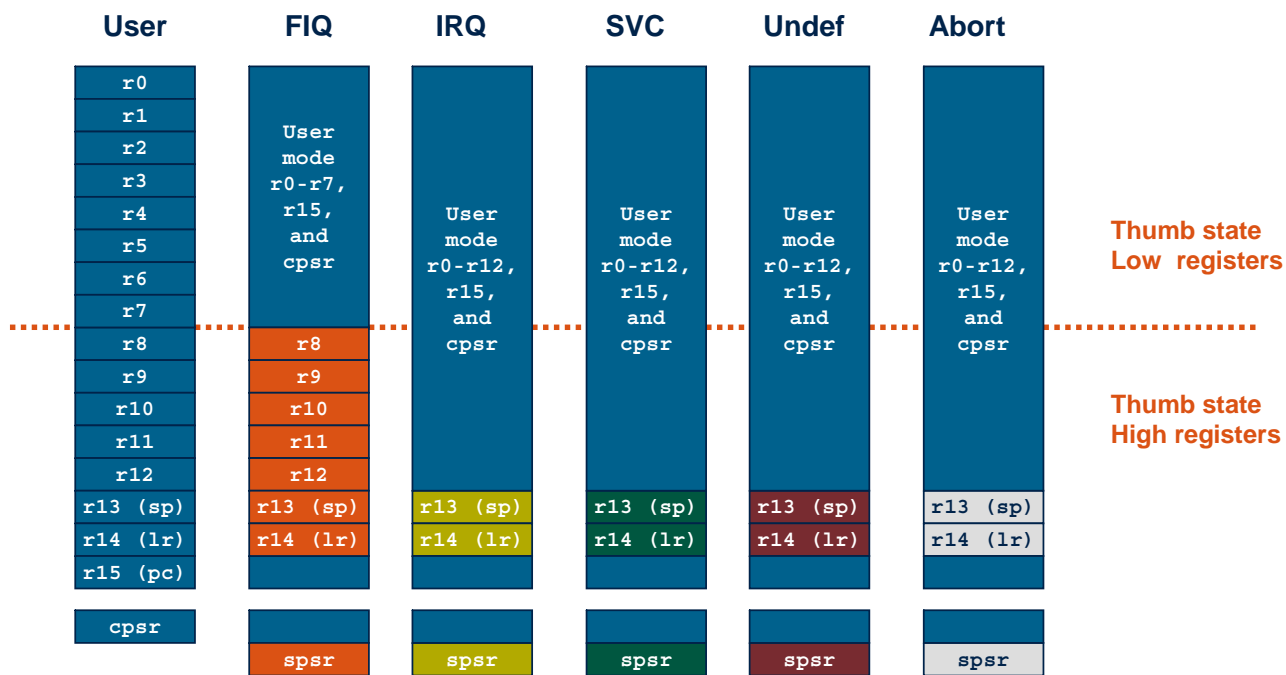 User
FIQ
IRQ
SVC
Undef
Abort
r0
r1
r2
r3
r4
r5
r6
r7
r8
r9
r10
r11
r12
r13 (sp)
r14 (lr)
r15 (pc)
cpsr
User
mode
r0-r7,
r15,
and
cpsr
r8
r9
r10
r11
r12
r13 (sp)
r14 (lr)
spsr
User
mode
r0-r12,
r15,
and
cpsr
r13 (sp)
r14 (lr)
spsr
User
mode
r0-r12,
r15,
and
cpsr
r13 (sp)
r14 (lr)
spsr
User
mode
r0-r12,
r15,
and
cpsr
r13 (sp)
r14 (lr)
spsr
User
mode
r0-r12,
r15,
and
cpsr
r13 (sp)
r14 (lr)
spsr
Thumb state
Low registers
Thumb state
High registers